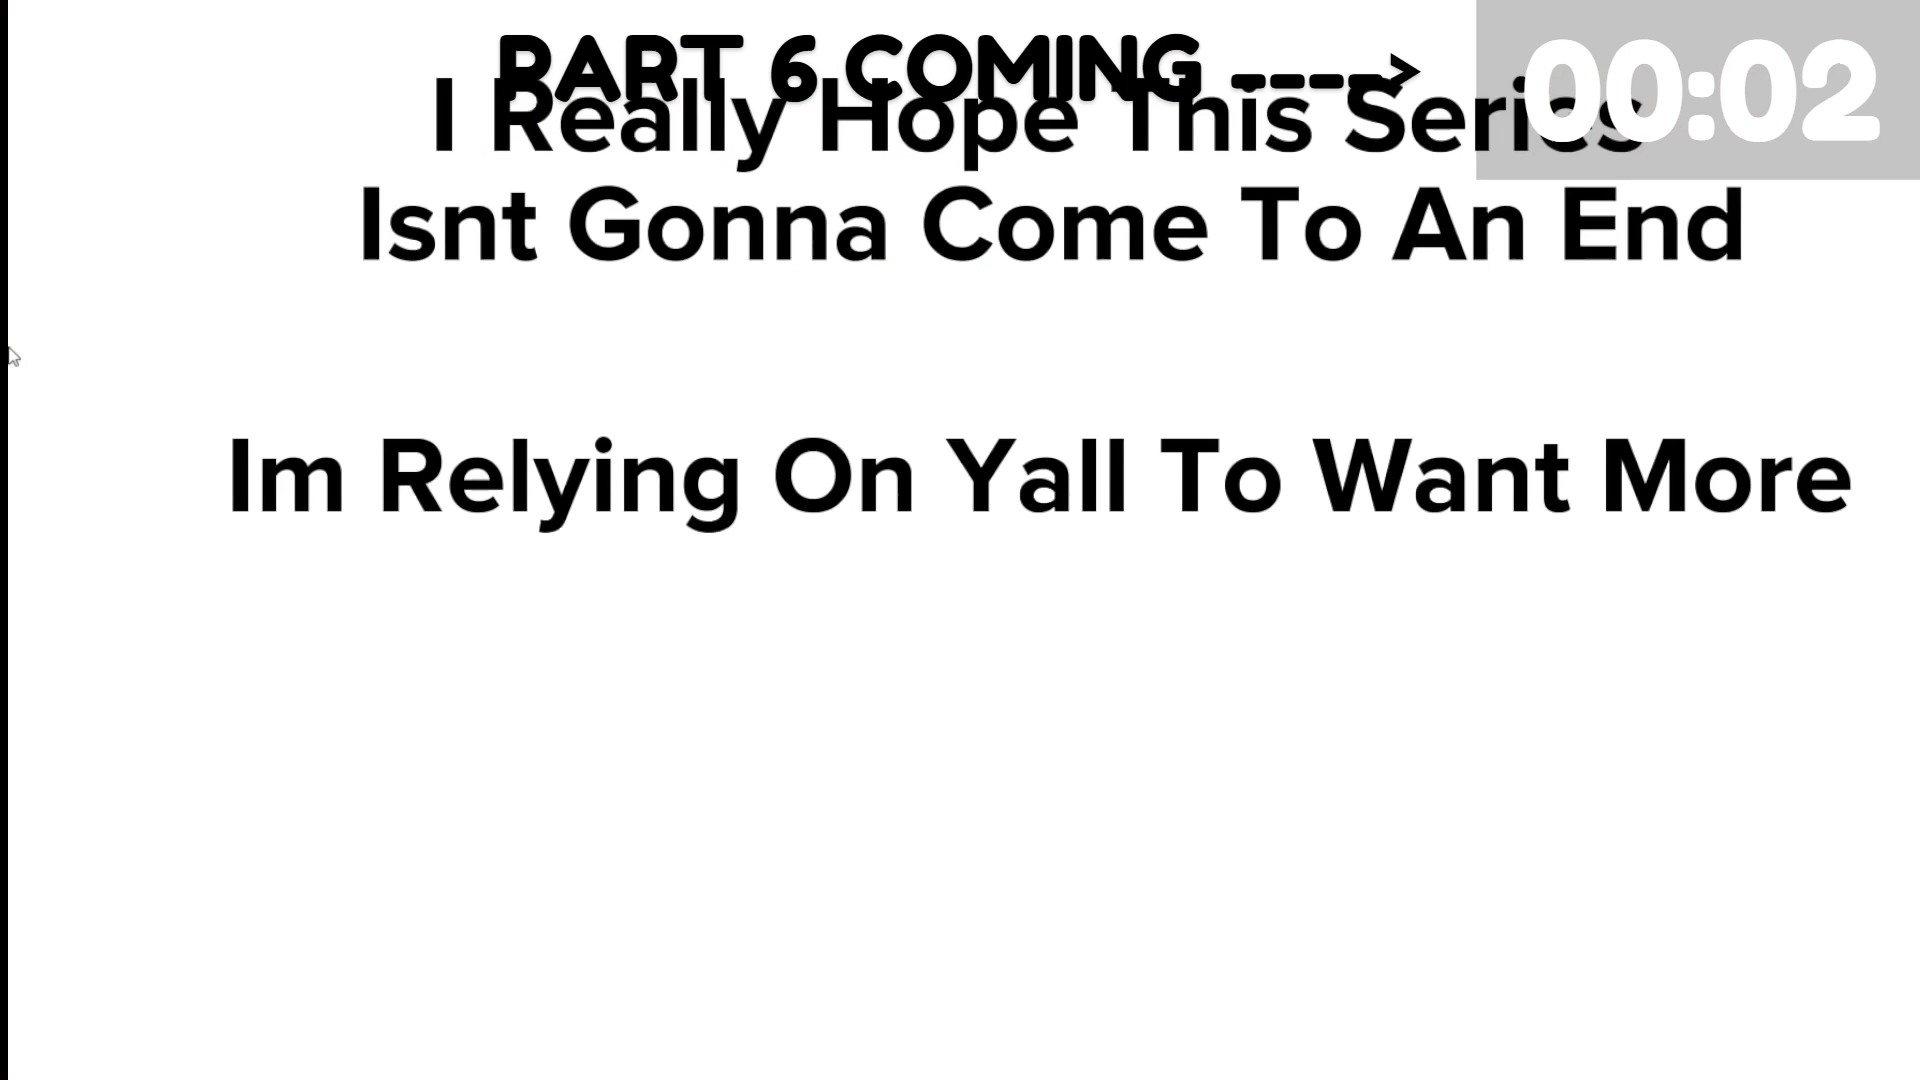 PART 6 COMING ----> 00:02
I Really Hope This Series
Isnt Gonna Come To An End
Im Relying On Yall To Want More